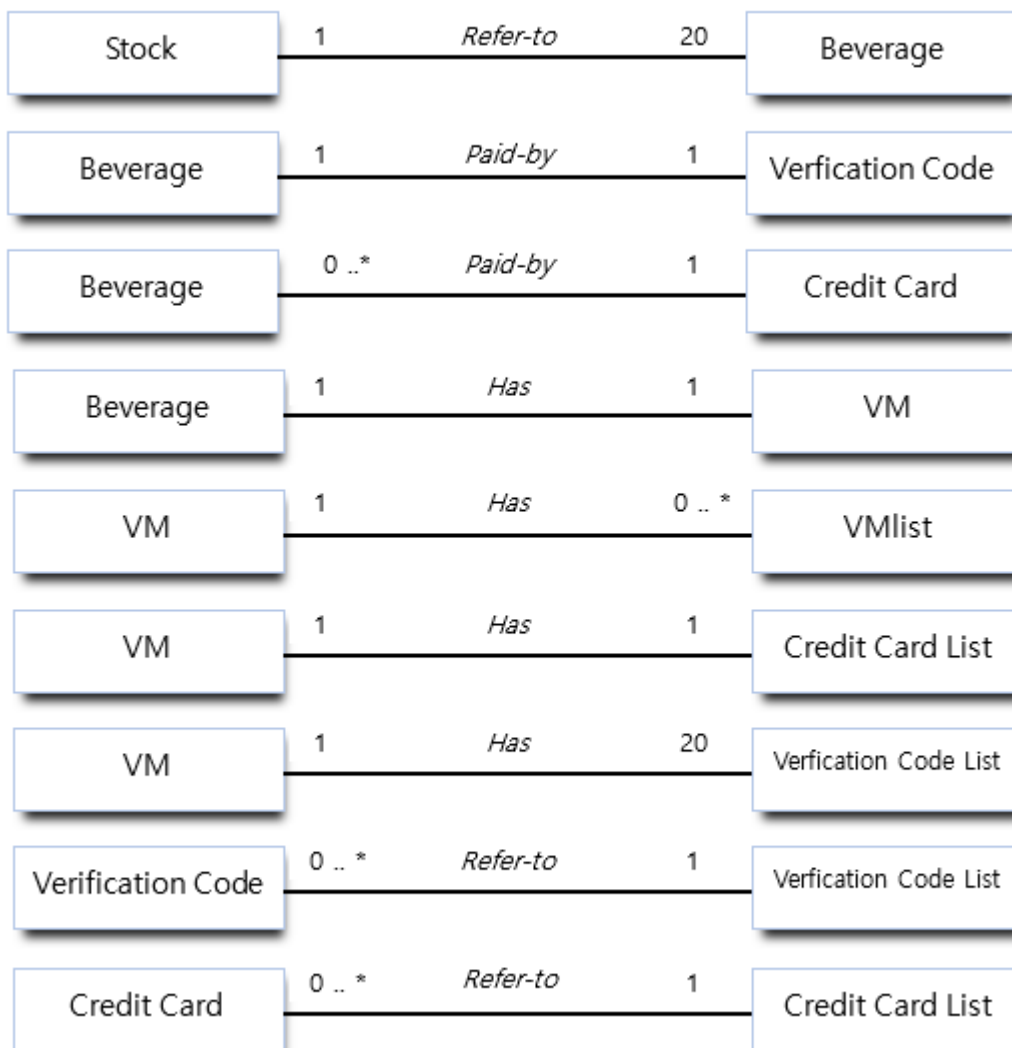 Stock 1 Refer-to 20 Beverage
Beverage 1 Paid-by 1 Verfication Code
Beverage 0 ..* Paid-by 1 Credit Card
Beverage 1 Has 1 VM
VM 1 Has 0 .. * VMlist
VM 1 Has 1 Credit Card List
VM 1 Has 20 Verfication Code List
Verification Code 0 .. * Refer-to 1 Verfication Code List
Credit Card 0 .. * Refer-to 1 Credit Card List